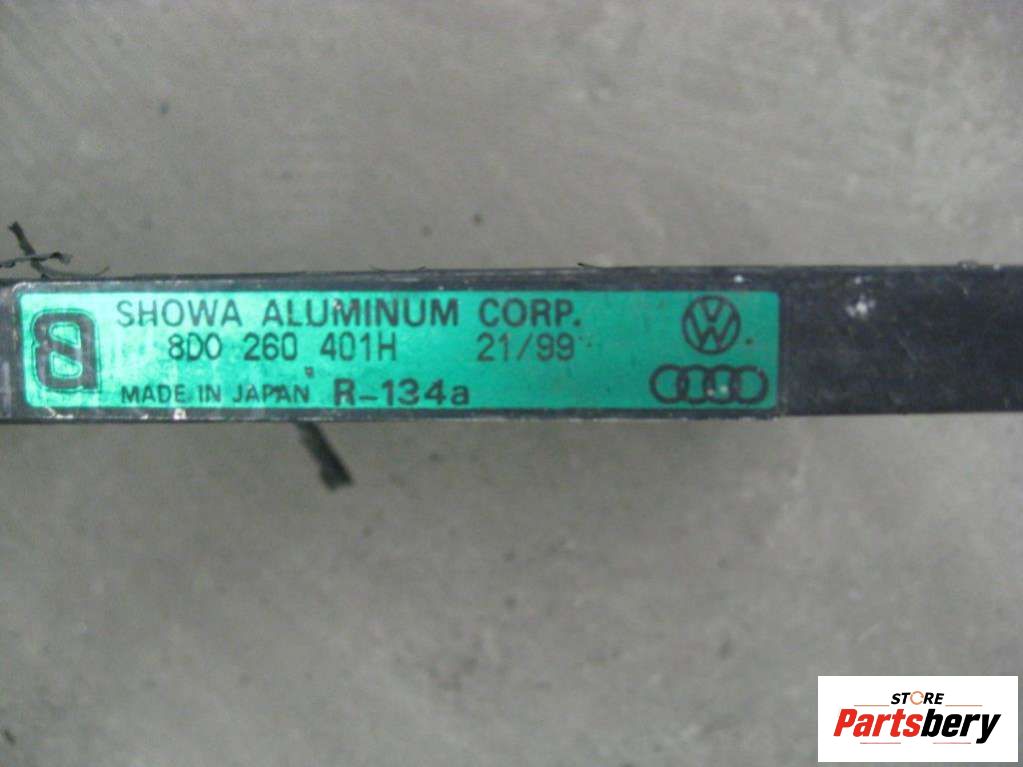 SHOWA ALUMINUM CORP.
8D0 260 401H 21/99
MADE IN JAPAN R-134a
STORE
Partsbery